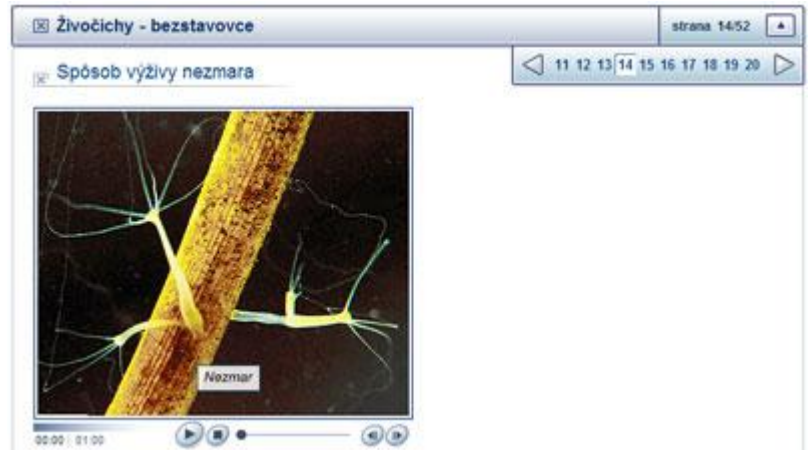 Živočíchy - bezstavovce
strana 14/52
11 12 13 14 15 16 17 18 19 20
Spôsob výživy nezmara
Nezmar
00:00 01:00